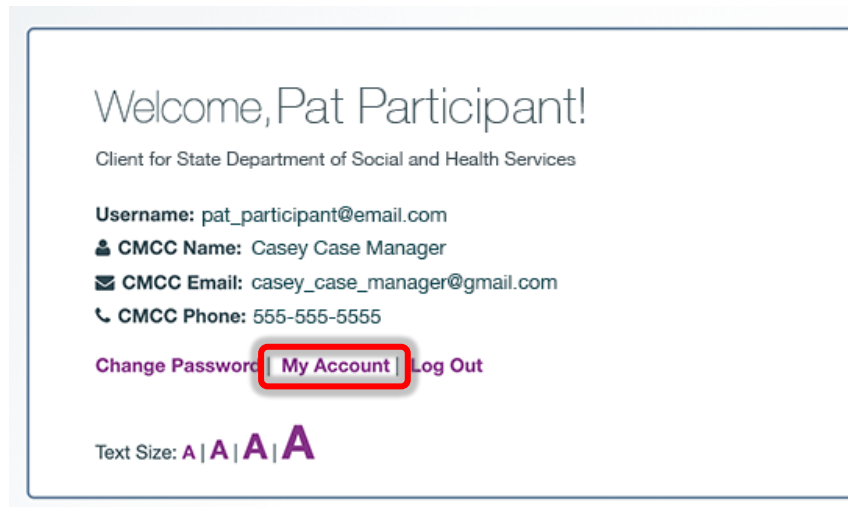 Welcome, Pat Participant!
Client for State Department of Social and Health Services
Username: pat_participant@email.com
CMCC Name: Casey Case Manager
CMCC Email: casey_case_manager@gmail.com
CMCC Phone: 555-555-5555
Change Password | My Account | Log Out
Text Size: A | A | A | A